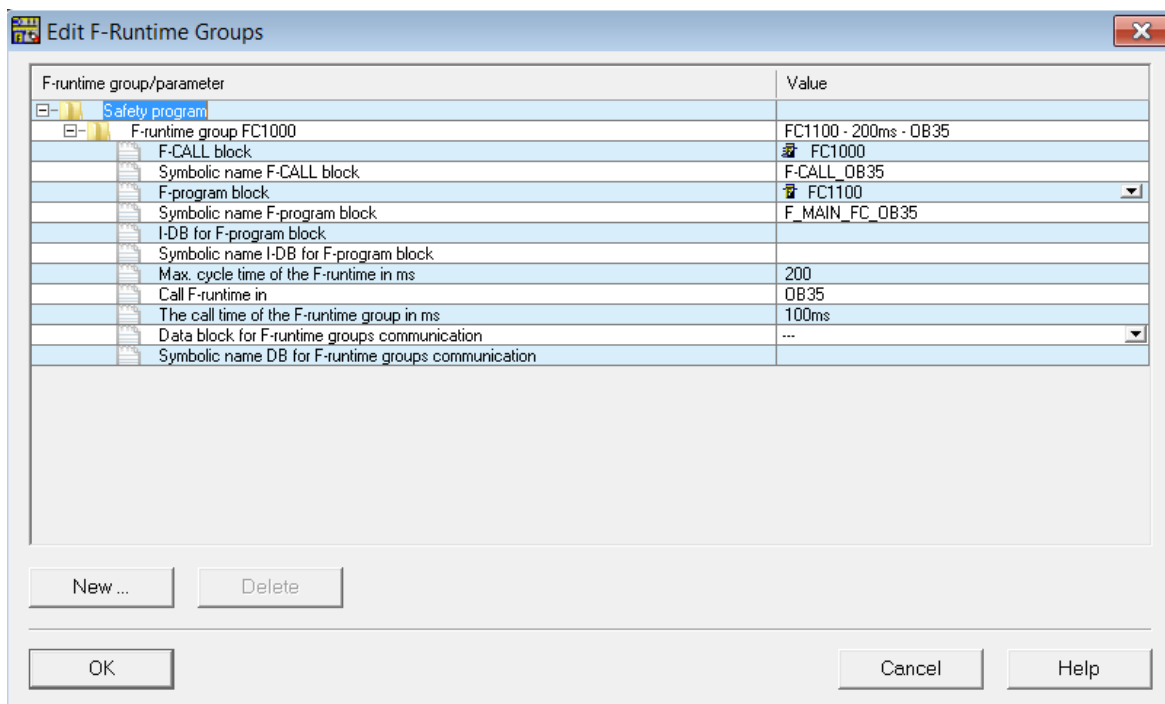 Edit F-Runtime Groups
F-runtime group/parameter Value
Safety program
F-runtime group FC1000 FC1100 - 200ms - OB35
F-CALL block FC1000
Symbolic name F-CALL block F-CALL_OB35
F-program block FC1100
Symbolic name F-program block F_MAIN_FC_OB35
I-DB for F-program block
Symbolic name I-DB for F-program block
Max. cycle time of the F-runtime in ms 200
Call F-runtime in OB35
The call time of the F-runtime group in ms 100ms
Data block for F-runtime groups communication ---
Symbolic name DB for F-runtime groups communication
New ... Delete
OK Cancel Help